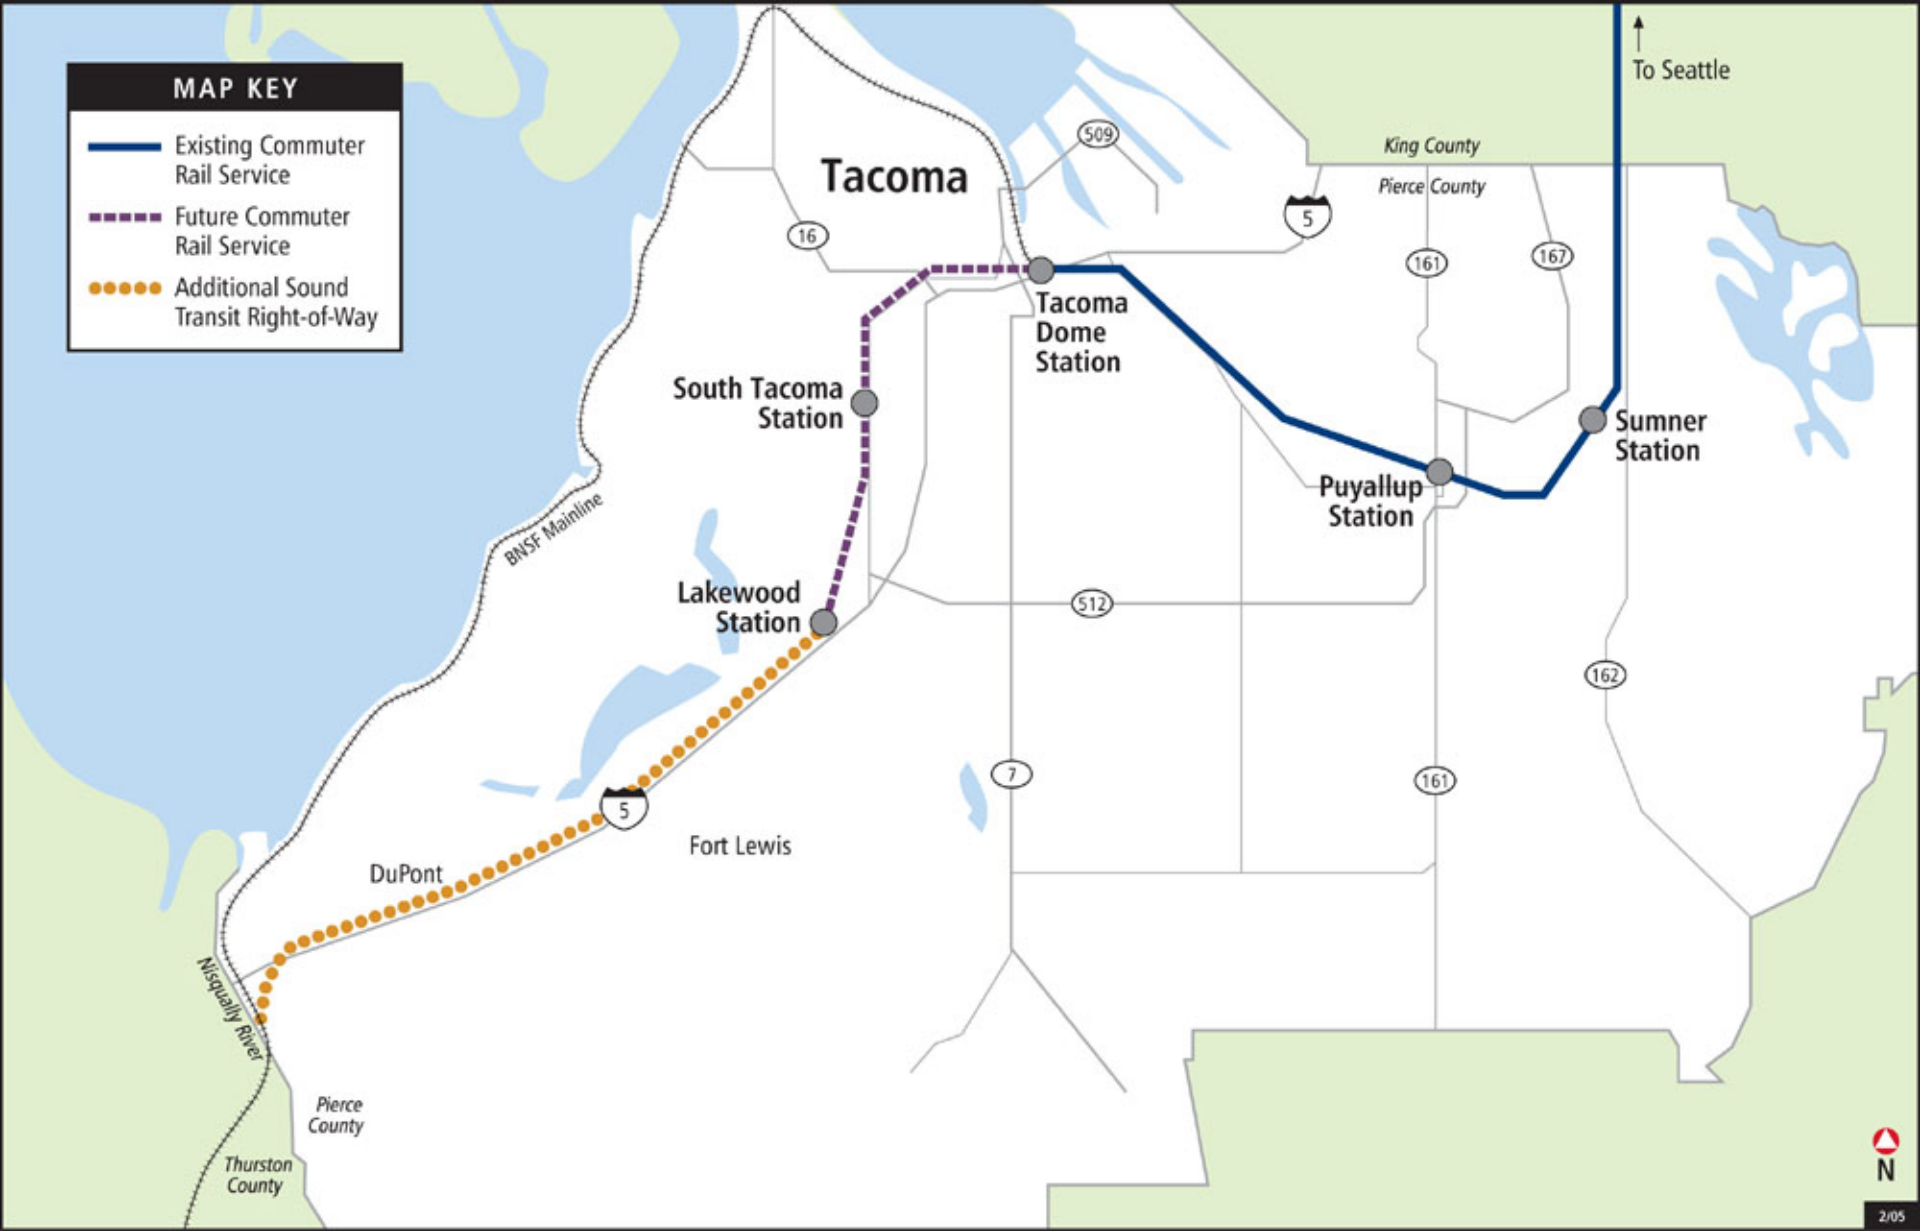 MAP KEY
Existing Commuter
Rail Service
Future Commuter
Rail Service
Additional Sound
Transit Right-of-Way
To Seattle
King County
Pierce County
Tacoma
509
16
5
161
167
Tacoma
Dome
Station
South Tacoma
Station
Sumner
Station
Puyallup
Station
BNSF Mainline
Lakewood
Station
512
162
7
161
5
Fort Lewis
DuPont
Nisqually River
Pierce
County
Thurston
County
N
2/05